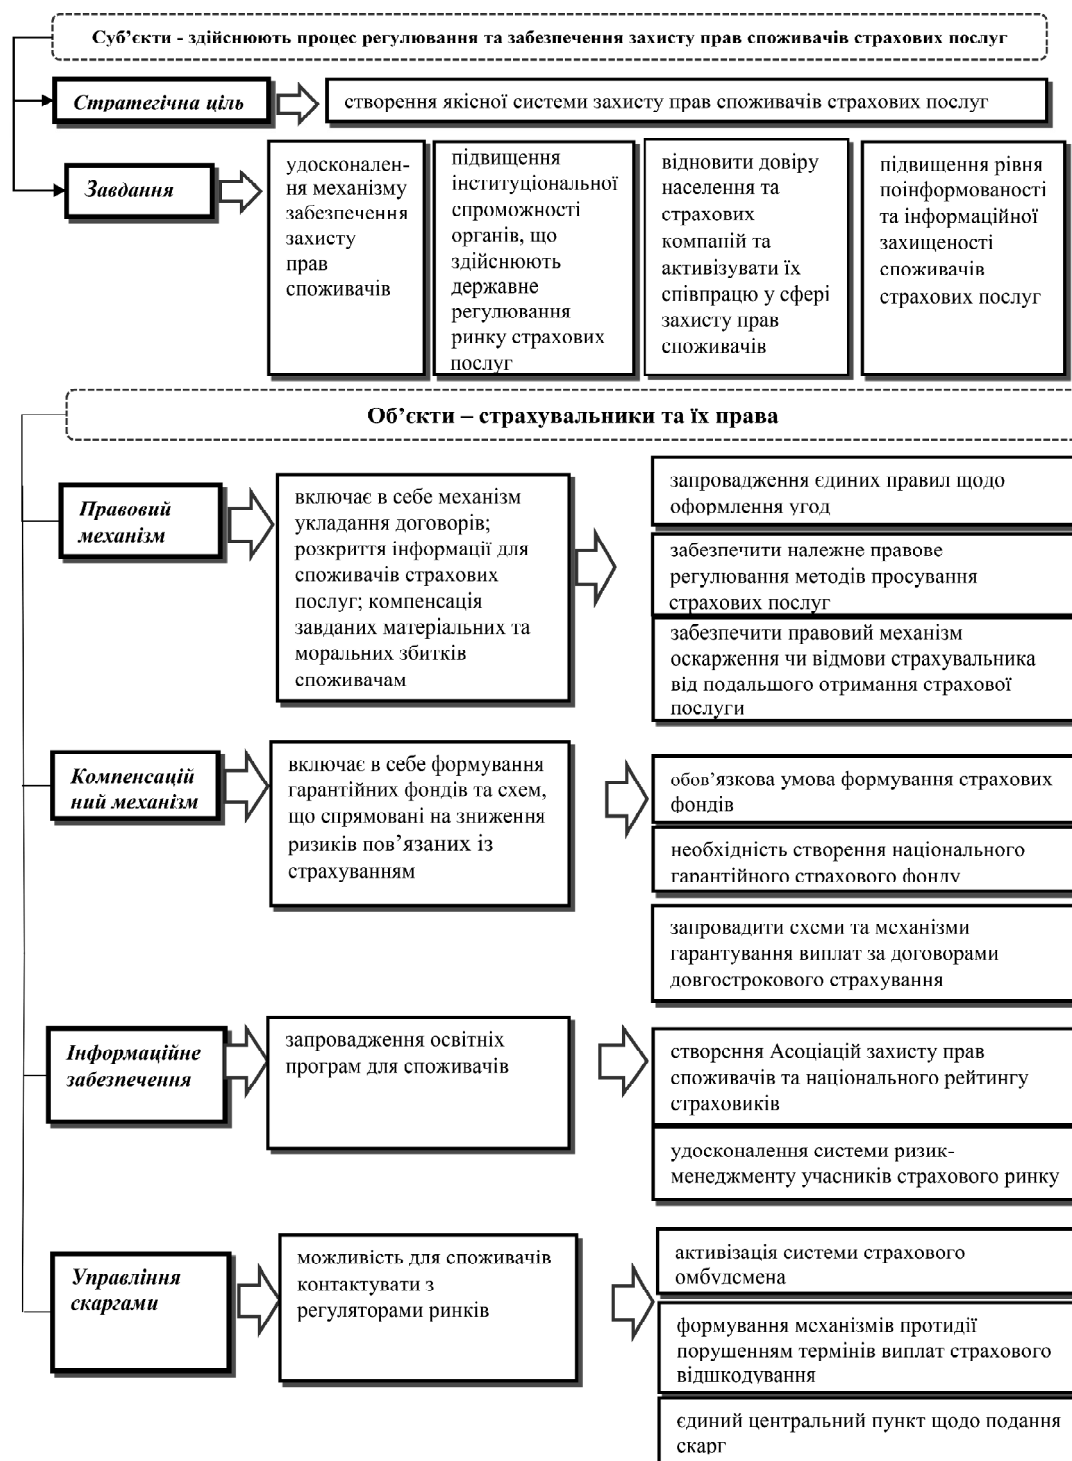 Суб’єкти - здійснюють процес регулювання та забезпечення захисту прав споживачів страхових послуг
Стратегічна ціль
створення якісної системи захисту прав споживачів страхових послуг
Завдання
удосконален-
ня механізму
забезпечення
захисту
прав
споживачів
підвищення
інституціональної
спроможності
органів, що
здійснюють
державне
регулювання
ринку страхових
послуг
відновити довіру
населення та
страхових
компаній та
активізувати їх
співпрацю у сфері
захисту прав
споживачів
підвищення рівня
поінформованості
та інформаційної
захищеності
споживачів
страхових послуг
Об’єкти – страхувальники та їх права
Правовий
механізм
включає в себе механізм
укладання договорів;
розкриття інформації для
споживачів страхових
послуг; компенсація
завданих матеріальних та
моральних збитків
споживачам
запровадження єдиних правил щодо
оформлення угод
забезпечити належне правове
регулювання методів просування
страхових послуг
забезпечити правовий механізм
оскарження чи відмови страхувальника
від подальшого отримання страхової
послуги
Компенсацій
ний механізм
включає в себе формування
гарантійних фондів та схем,
що спрямовані на зниження
ризиків пов’язаних із
страхуванням
обов’язкова умова формування страхових
фондів
необхідність створення національного
гарантійного страхового фонду
запровадити схеми та механізми
гарантування виплат за договорами
довгострокового страхування
Інформаційне
забезпечення
запровадження освітніх
програм для споживачів
створення Асоціацій захисту прав
споживачів та національного рейтингу
страховиків
удосконалення системи ризик-
менеджменту учасників страхового ринку
Управління
скаргами
можливість для споживачів
контактувати з
регуляторами ринків
активізація системи страхового
омбудсмена
формування механізмів протидії
порушенням термінів виплат страхового
відшкодування
єдиний центральний пункт щодо подання
скарг